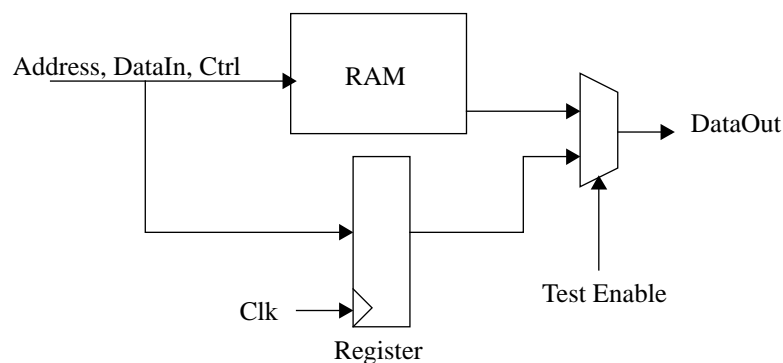 Address, DataIn, Ctrl
RAM
DataOut
Test Enable
Clk
Register